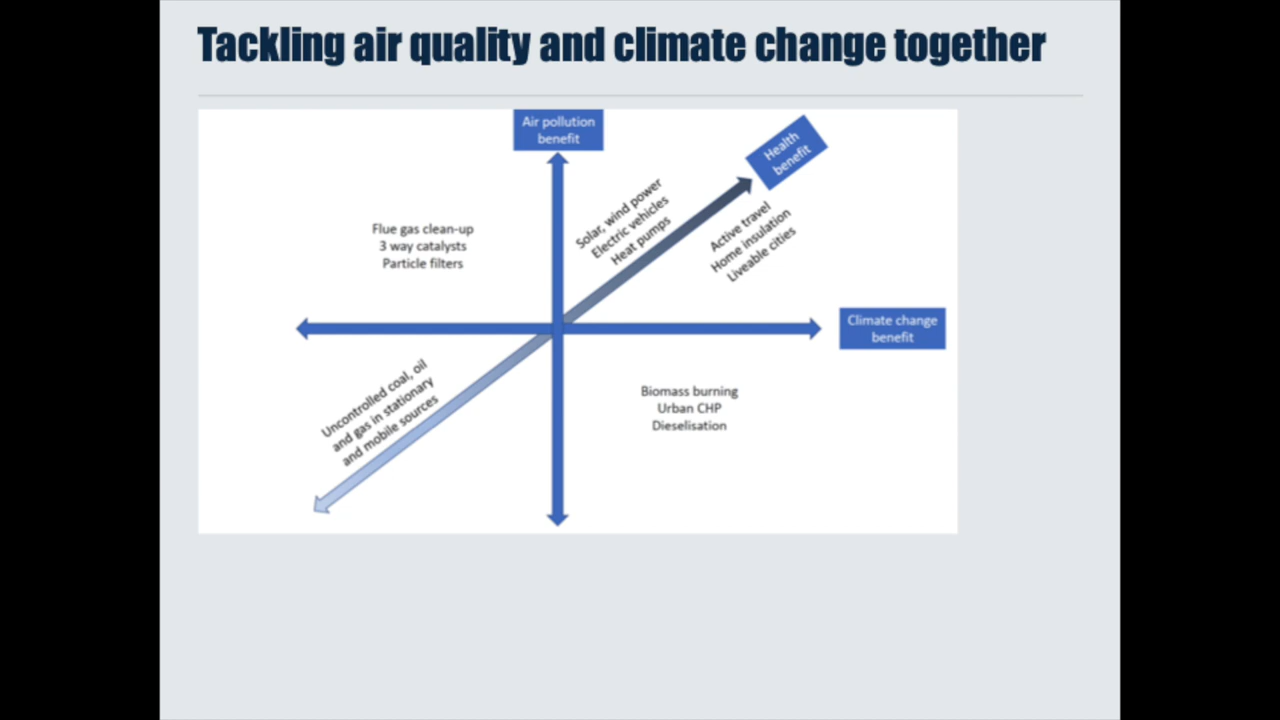 Tackling air quality and climate change together
Air pollution
benefit
Health
benefit
Solar, wind power
Electric vehicles
Heat pumps
Active travel
Home insulation
Liveable cities
Flue gas clean-up
3 way catalysts
Particle filters
Climate change
benefit
Uncontrolled coal, oil
and gas in stationary
and mobile sources
Biomass burning
Urban CHP
Dieselisation